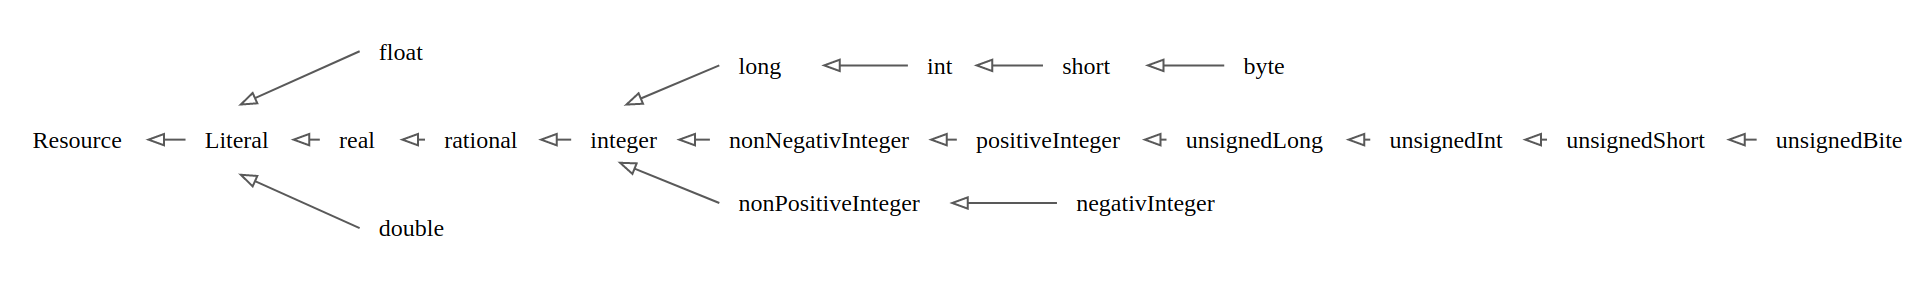 float
long int short byte
Resource Literal real rational integer nonNegativInteger positiveInteger unsignedLong unsignedInt unsignedShort unsignedBite
nonPositiveInteger negativInteger
double